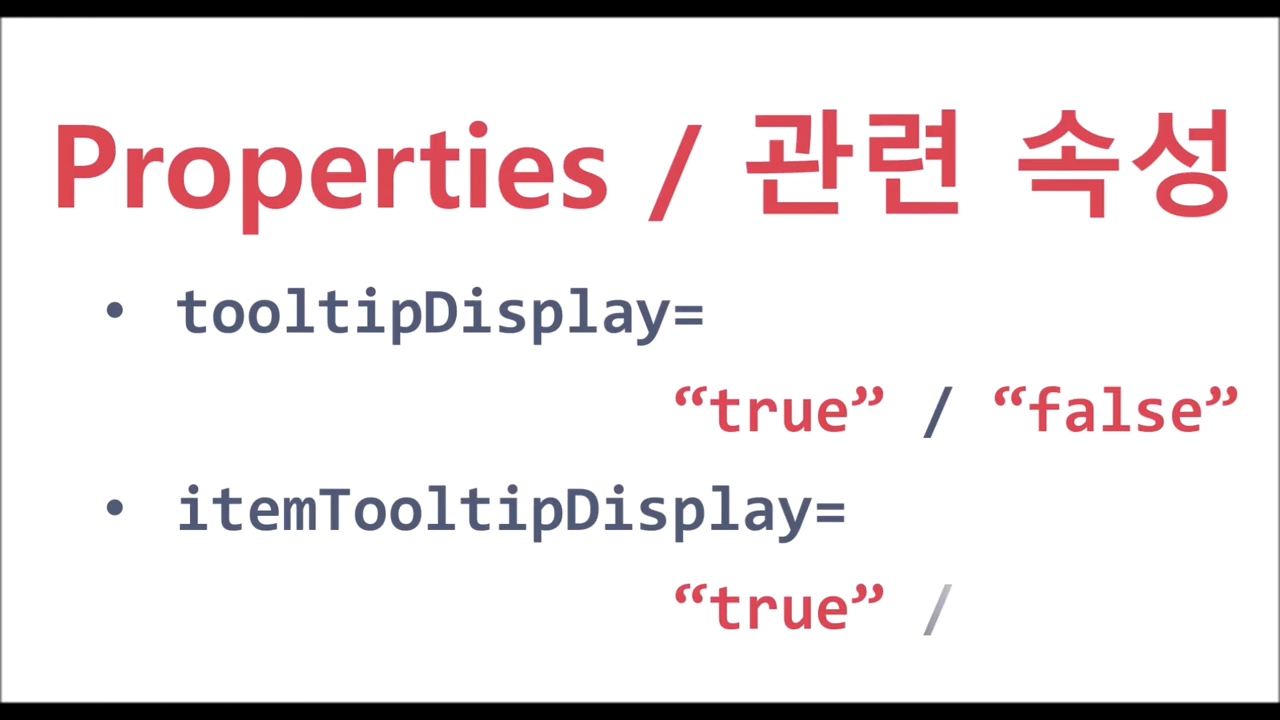 Properties / 관련 속성
• tooltipDisplay=
“true” / “false”
• itemTooltipDisplay=
“true” /